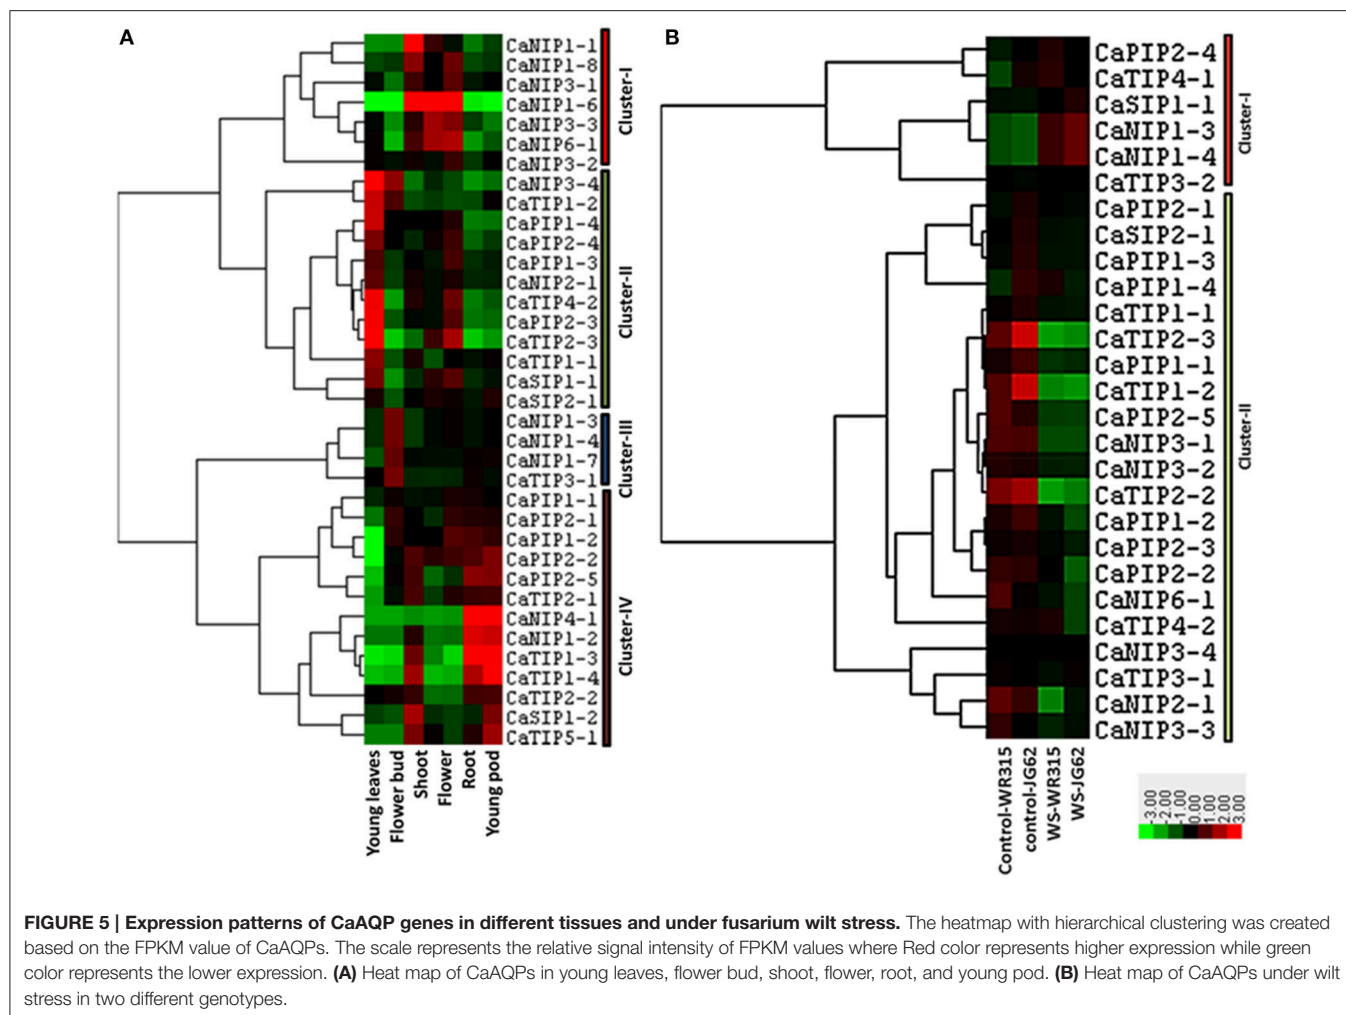 A
CaNIP1-1
CaNIP1-8
CaNIP3-1
CaNIP1-6
CaNIP3-3
CaNIP6-1
CaNIP3-2
CaNIP3-4
CaTIP1-2
CaPIP1-4
CaPIP2-4
CaPIP1-3
CaNIP2-1
CaTIP4-2
CaPIP2-3
CaTIP2-3
CaTIP1-1
CaSIP1-1
CaSIP2-1
CaNIP1-3
CaNIP1-4
CaNIP1-7
CaTIP3-1
CaPIP1-1
CaPIP2-1
CaPIP1-2
CaPIP2-2
CaPIP2-5
CaTIP2-1
CaNIP4-1
CaNIP1-2
CaTIP1-3
CaTIP1-4
CaTIP2-2
CaSIP1-2
CaTIP5-1
Cluster-I
Cluster-II
Cluster-III
Cluster-IV
Young leaves
Flower bud
Shoot
Flower
Root
Young pod
B
CaPIP2-4
CaTIP4-1
CaSIP1-1
CaNIP1-3
CaNIP1-4
CaTIP3-2
CaPIP2-1
CaSIP2-1
CaPIP1-3
CaPIP1-4
CaTIP1-1
CaTIP2-3
CaPIP1-1
CaTIP1-2
CaPIP2-5
CaNIP3-1
CaNIP3-2
CaTIP2-2
CaPIP1-2
CaPIP2-3
CaPIP2-2
CaNIP6-1
CaTIP4-2
CaNIP3-4
CaTIP3-1
CaNIP2-1
CaNIP3-3
Cluster-I
Cluster-II
Control-WR315
control-JG62
WS-WR315
WS-JG62
-3.00
-2.00
-1.00
0.00
1.00
2.00
3.00
FIGURE 5 | Expression patterns of CaAQP genes in different tissues and under fusarium wilt stress. The heatmap with hierarchical clustering was created
based on the FPKM value of CaAQPs. The scale represents the relative signal intensity of FPKM values where Red color represents higher expression while green
color represents the lower expression. (A) Heat map of CaAQPs in young leaves, flower bud, shoot, flower, root, and young pod. (B) Heat map of CaAQPs under wilt
stress in two different genotypes.